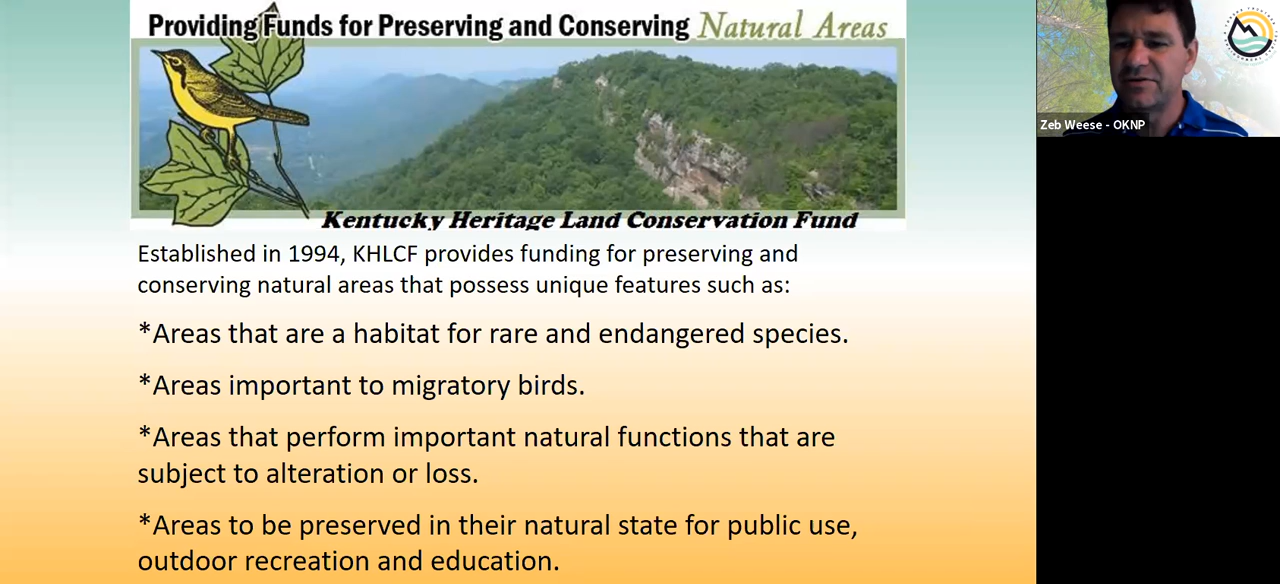 Providing Funds for Preserving and Conserving Natural Areas
Kentucky Heritage Land Conservation Fund
Established in 1994, KHLCF provides funding for preserving and
conserving natural areas that possess unique features such as:
*Areas that are a habitat for rare and endangered species.
*Areas important to migratory birds.
*Areas that perform important natural functions that are
subject to alteration or loss.
*Areas to be preserved in their natural state for public use,
outdoor recreation and education.
Zeb Weese - OKNP